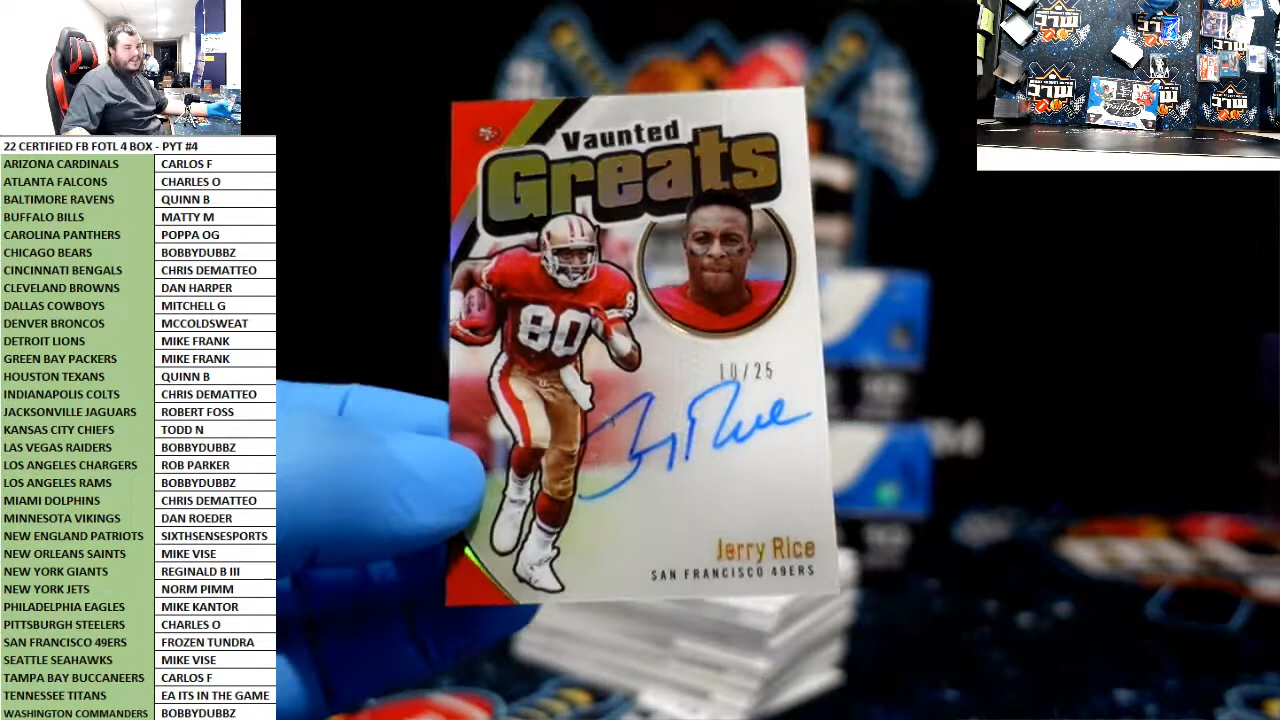 22 CERTIFIED FB FOTL 4 BOX - PYT #4
ARIZONA CARDINALS CARLOS F
ATLANTA FALCONS CHARLES O
BALTIMORE RAVENS QUINN B
BUFFALO BILLS MATTY M
CAROLINA PANTHERS POPPA OG
CHICAGO BEARS BOBBYDUBBZ
CINCINNATI BENGALS CHRIS DEMATTEO
CLEVELAND BROWNS DAN HARPER
DALLAS COWBOYS MITCHELL G
DENVER BRONCOS MCCOLDSWEAT
DETROIT LIONS MIKE FRANK
GREEN BAY PACKERS MIKE FRANK
HOUSTON TEXANS QUINN B
INDIANAPOLIS COLTS CHRIS DEMATTEO
JACKSONVILLE JAGUARS ROBERT FOSS
KANSAS CITY CHIEFS TODD N
LAS VEGAS RAIDERS BOBBYDUBBZ
LOS ANGELES CHARGERS ROB PARKER
LOS ANGELES RAMS BOBBYDUBBZ
MIAMI DOLPHINS CHRIS DEMATTEO
MINNESOTA VIKINGS DAN ROEDER
NEW ENGLAND PATRIOTS SIXTHSENSESPORTS
NEW ORLEANS SAINTS MIKE VISE
NEW YORK GIANTS REGINALD B III
NEW YORK JETS NORM PIMM
PHILADELPHIA EAGLES MIKE KANTOR
PITTSBURGH STEELERS CHARLES O
SAN FRANCISCO 49ERS FROZEN TUNDRA
SEATTLE SEAHAWKS MIKE VISE
TAMPA BAY BUCCANEERS CARLOS F
TENNESSEE TITANS EA ITS IN THE GAME
WASHINGTON COMMANDERS BOBBYDUBBZ
Vaunted
Greats
80
80
10/25
Jerry Rice
Jerry Rice
SAN FRANCISCO 49ERS